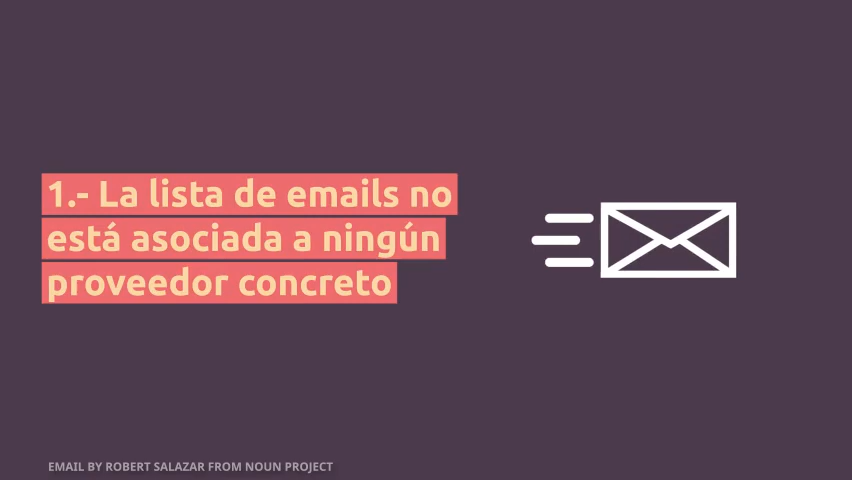 1.- La lista de emails no
está asociada a ningún
proveedor concreto
EMAIL BY ROBERT SALAZAR FROM NOUN PROJECT